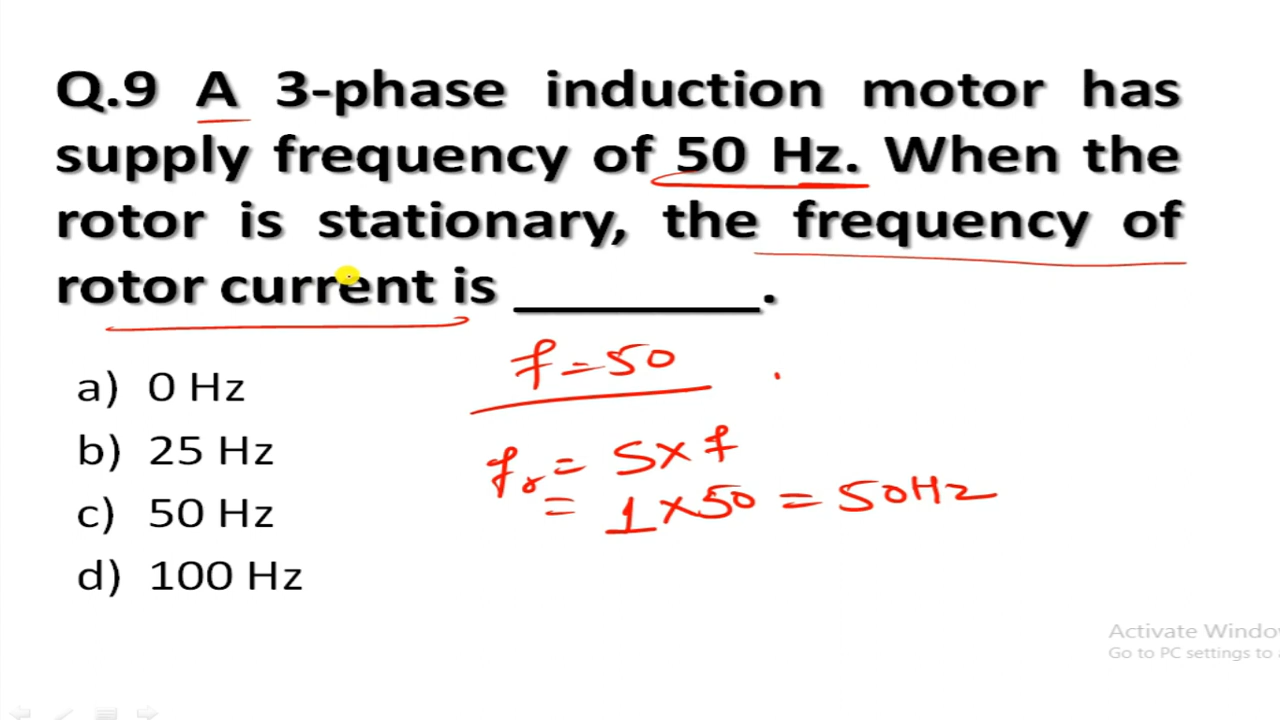 Q.9 A 3-phase induction motor has
supply frequency of 50 Hz. When the
rotor is stationary, the frequency of
rotor current is ________.
a) 0 Hz
b) 25 Hz
c) 50 Hz
d) 100 Hz
f = 50
fr = S x f
= 1 x 50 = 50Hz
Activate Windo
Go to PC settings to